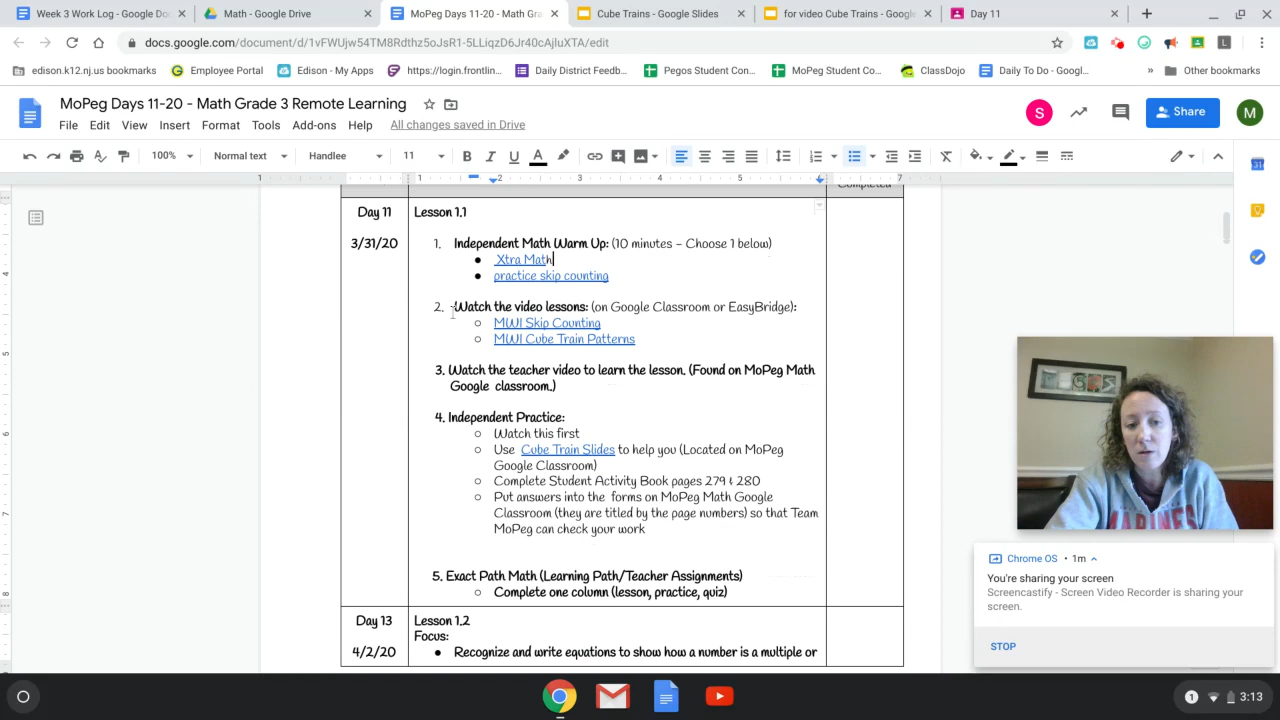 Week 3 Work Log - Google Doc
Math - Google Drive
MoPeg Days 11-20 - Math Gra
Cube Trains - Google Slides
for video Cube Trains - Google
Day 11
docs.google.com/document/d/1vFWUjw54TM8Rdthz5oJsR1-5LLiqzD6Jr40cAjluXTA/edit
L
edison.k12.nj.us bookmarks
Employee Portal
Edison - My Apps
https://login.frontlin...
Daily District Feedb...
Pegos Student Con...
MoPeg Student Co...
ClassDojo
Daily To Do - Googl...
»
Other bookmarks
MoPeg Days 11-20 - Math Grade 3 Remote Learning
S
Share
M
File Edit View Insert Format Tools Add-ons Help
All changes saved in Drive
100%
Normal text
Handlee
11
B I U A
1 1 2 3 4 5 6 7
Completed
Day 11
Lesson 1.1
3/31/20
1. Independent Math Warm Up: (10 minutes – Choose 1 below)
● Xtra Math
● practice skip counting
2. Watch the video lessons: (on Google Classroom or EasyBridge):
○ MWI Skip Counting
○ MWI Cube Train Patterns
3. Watch the teacher video to learn the lesson. (Found on MoPeg Math
Google classroom.)
4. Independent Practice:
○ Watch this first
○ Use Cube Train Slides to help you (Located on MoPeg
Google Classroom)
○ Complete Student Activity Book pages 279 & 280
○ Put answers into the forms on MoPeg Math Google
Classroom (they are titled by the page numbers) so that Team
MoPeg can check your work
5. Exact Path Math (Learning Path/Teacher Assignments)
○ Complete one column (lesson, practice, quiz)
Day 13
Lesson 1.2
Focus:
4/2/20
● Recognize and write equations to show how a number is a multiple or
Chrome OS • 1m
You're sharing your screen
Screencastify - Screen Video Recorder is sharing your
screen.
STOP
1
3:13